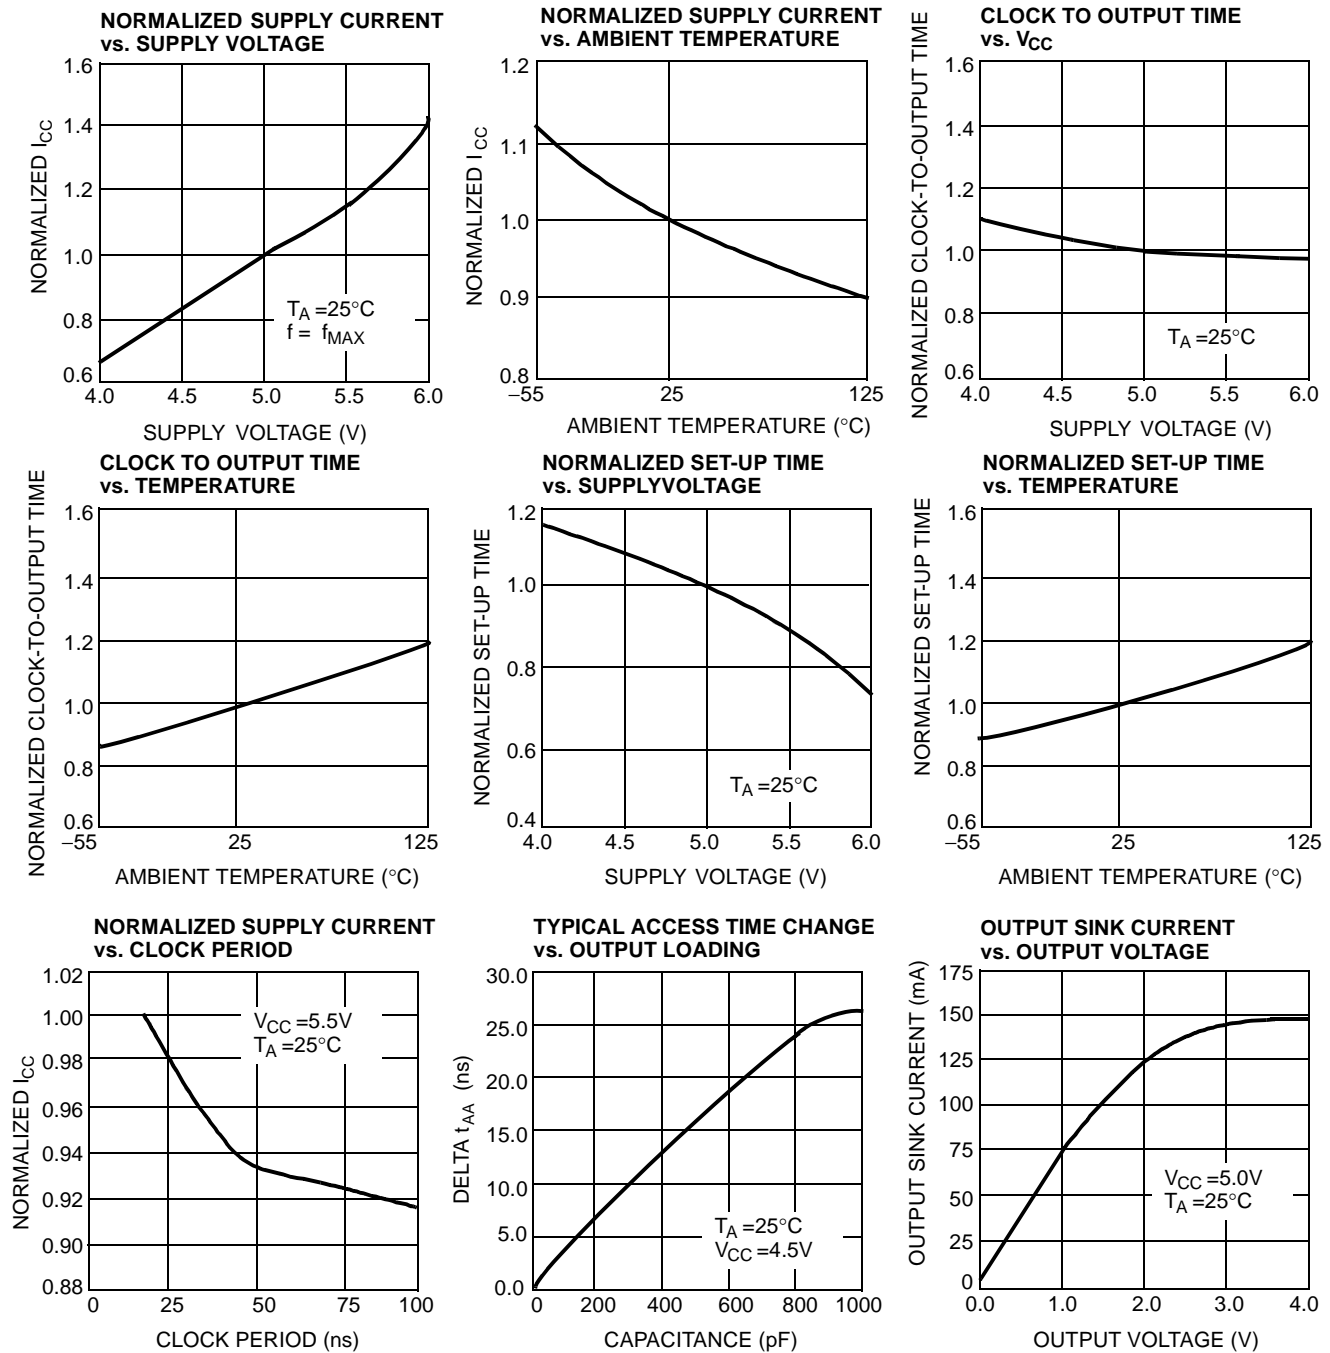 NORMALIZED SUPPLY CURRENT
vs. SUPPLY VOLTAGE
NORMALIZED ICC
1.6
1.4
1.2
1.0
0.8
0.6
TA =25°C
f = fMAX
4.0 4.5 5.0 5.5 6.0
SUPPLY VOLTAGE (V)
NORMALIZED SUPPLY CURRENT
vs. AMBIENT TEMPERATURE
NORMALIZED ICC
1.2
1.1
1.0
0.9
0.8
−55 25 125
AMBIENT TEMPERATURE (°C)
CLOCK TO OUTPUT TIME
vs. VCC
NORMALIZED CLOCK-TO-OUTPUT TIME
1.6
1.4
1.2
1.0
0.8
0.6
TA =25°C
4.0 4.5 5.0 5.5 6.0
SUPPLY VOLTAGE (V)
CLOCK TO OUTPUT TIME
vs. TEMPERATURE
NORMALIZED CLOCK-TO-OUTPUT TIME
1.6
1.4
1.2
1.0
0.8
0.6
−55 25 125
AMBIENT TEMPERATURE (°C)
NORMALIZED SET-UP TIME
vs. SUPPLYVOLTAGE
NORMALIZED SET-UP TIME
1.2
1.0
0.8
0.6
0.4
TA =25°C
4.0 4.5 5.0 5.5 6.0
SUPPLY VOLTAGE (V)
NORMALIZED SET-UP TIME
vs. TEMPERATURE
NORMALIZED SET-UP TIME
1.6
1.4
1.2
1.0
0.8
0.6
−55 25 125
AMBIENT TEMPERATURE (°C)
NORMALIZED SUPPLY CURRENT
vs. CLOCK PERIOD
NORMALIZED ICC
1.02
1.00
0.98
0.96
0.94
0.92
0.90
0.88
VCC =5.5V
TA =25°C
0 25 50 75 100
CLOCK PERIOD (ns)
TYPICAL ACCESS TIME CHANGE
vs. OUTPUT LOADING
DELTA tAA (ns)
30.0
25.0
20.0
15.0
10.0
5.0
0.0
TA =25°C
VCC =4.5V
0 200 400 600 800 1000
CAPACITANCE (pF)
OUTPUT SINK CURRENT
vs. OUTPUT VOLTAGE
OUTPUT SINK CURRENT (mA)
175
150
125
100
75
50
25
0
VCC =5.0V
TA =25°C
0.0 1.0 2.0 3.0 4.0
OUTPUT VOLTAGE (V)